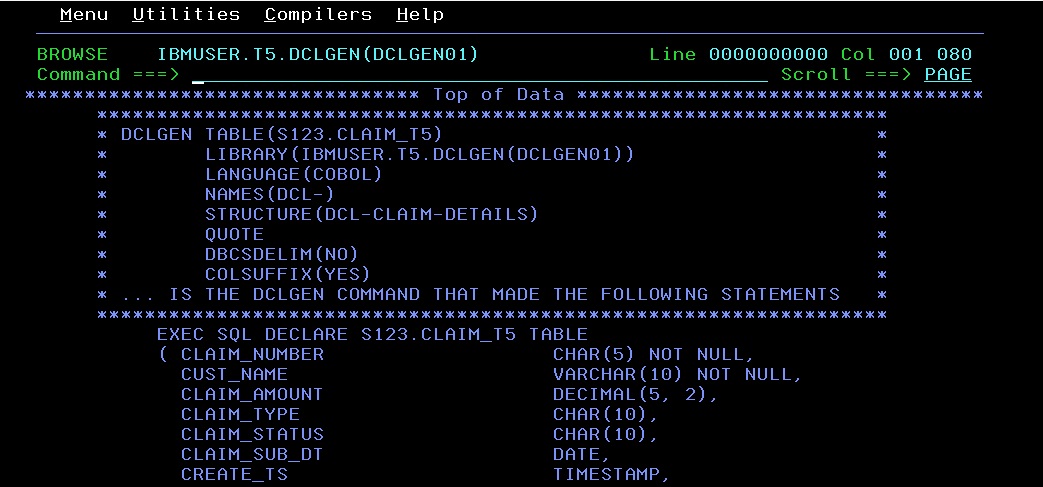 Menu  Utilities  Compilers  Help
BROWSE    IBMUSER.T5.DCLGEN(DCLGEN01)              Line 0000000000 Col 001 080
Command ===>                                                  Scroll ===> PAGE
********************************* Top of Data **********************************
******************************************************************
* DCLGEN TABLE(S123.CLAIM_T5)                                    *
*        LIBRARY(IBMUSER.T5.DCLGEN(DCLGEN01))                    *
*        LANGUAGE(COBOL)                                         *
*        NAMES(DCL-)                                             *
*        STRUCTURE(DCL-CLAIM-DETAILS)                            *
*        QUOTE                                                   *
*        DBCSDELIM(NO)                                           *
*        COLSUFFIX(YES)                                          *
* ... IS THE DCLGEN COMMAND THAT MADE THE FOLLOWING STATEMENTS   *
******************************************************************
EXEC SQL DECLARE S123.CLAIM_T5 TABLE
( CLAIM_NUMBER                   CHAR(5) NOT NULL,
CUST_NAME                      VARCHAR(10) NOT NULL,
CLAIM_AMOUNT                   DECIMAL(5, 2),
CLAIM_TYPE                     CHAR(10),
CLAIM_STATUS                   CHAR(10),
CLAIM_SUB_DT                   DATE,
CREATE_TS                      TIMESTAMP,